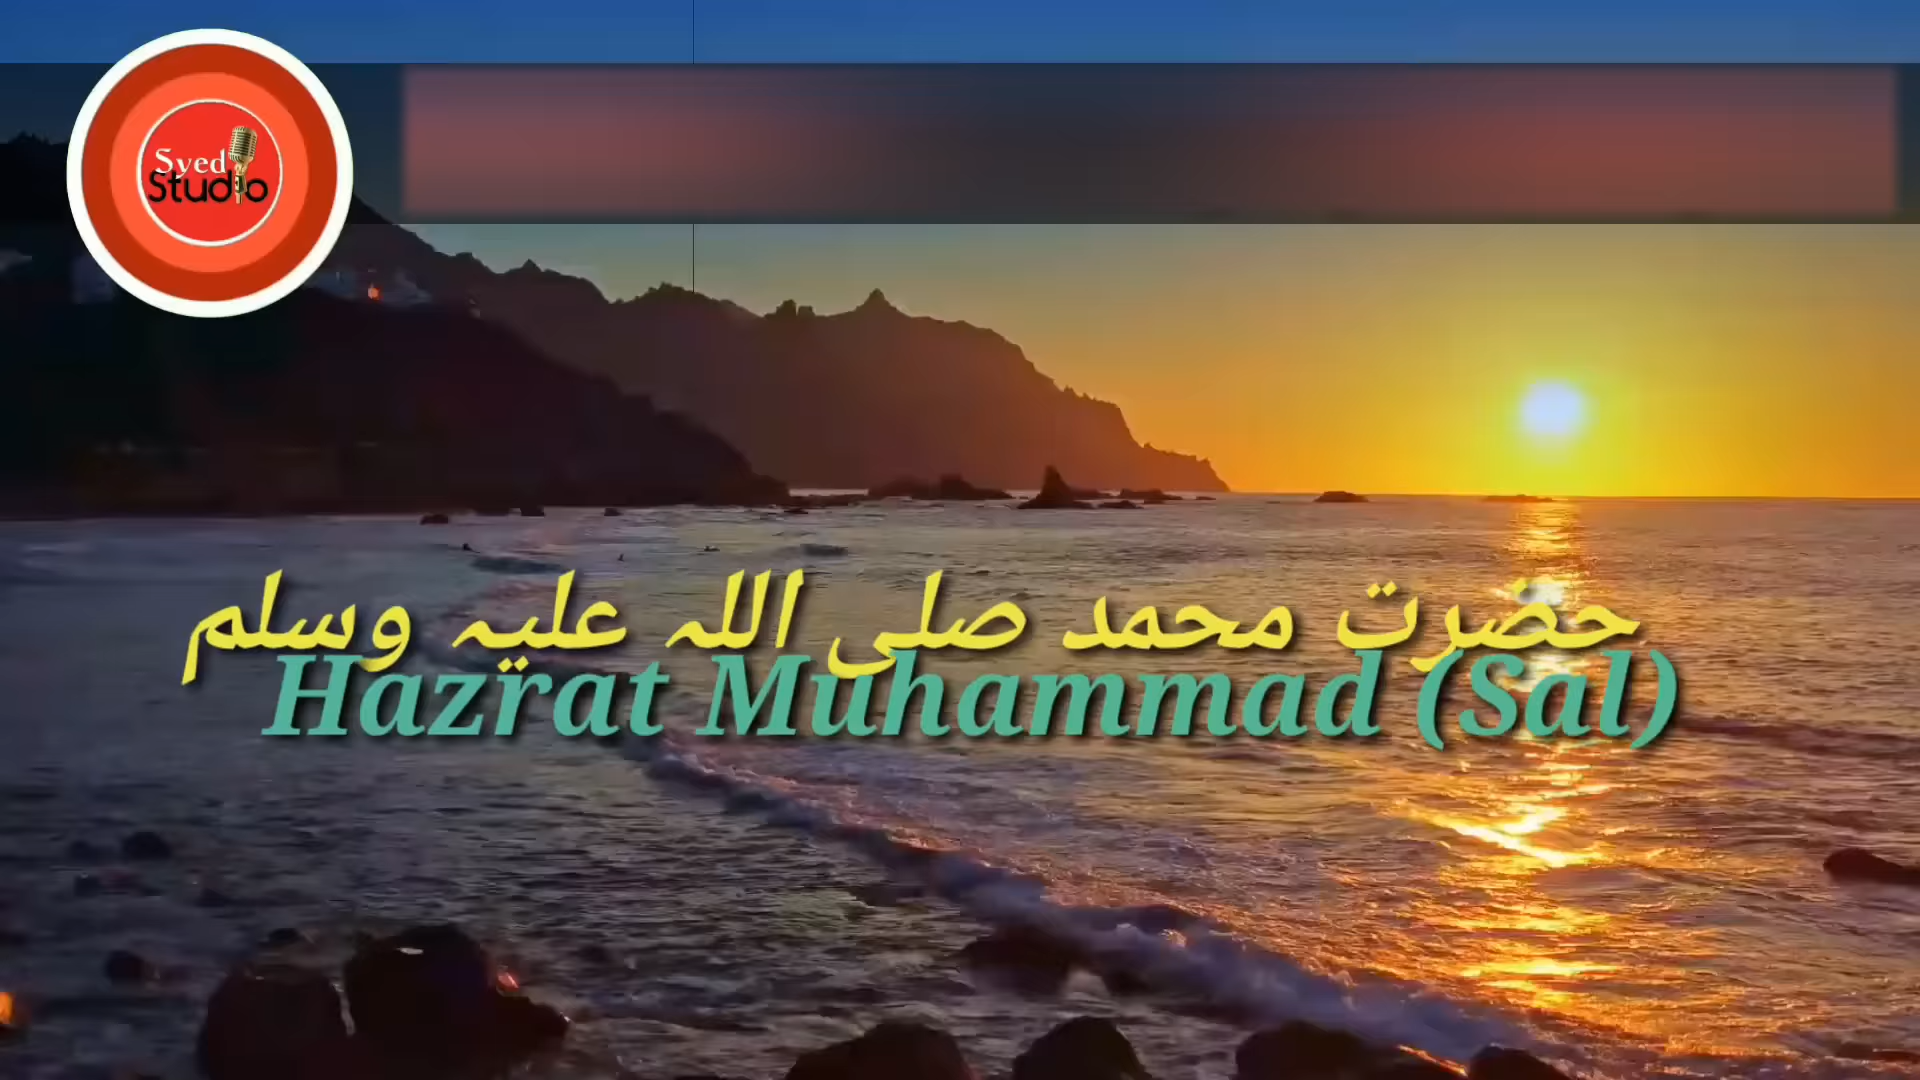 Syed
Studio
حضرت محمد صلی اللہ علیہ وسلم
Hazrat Muhammad (Sal)